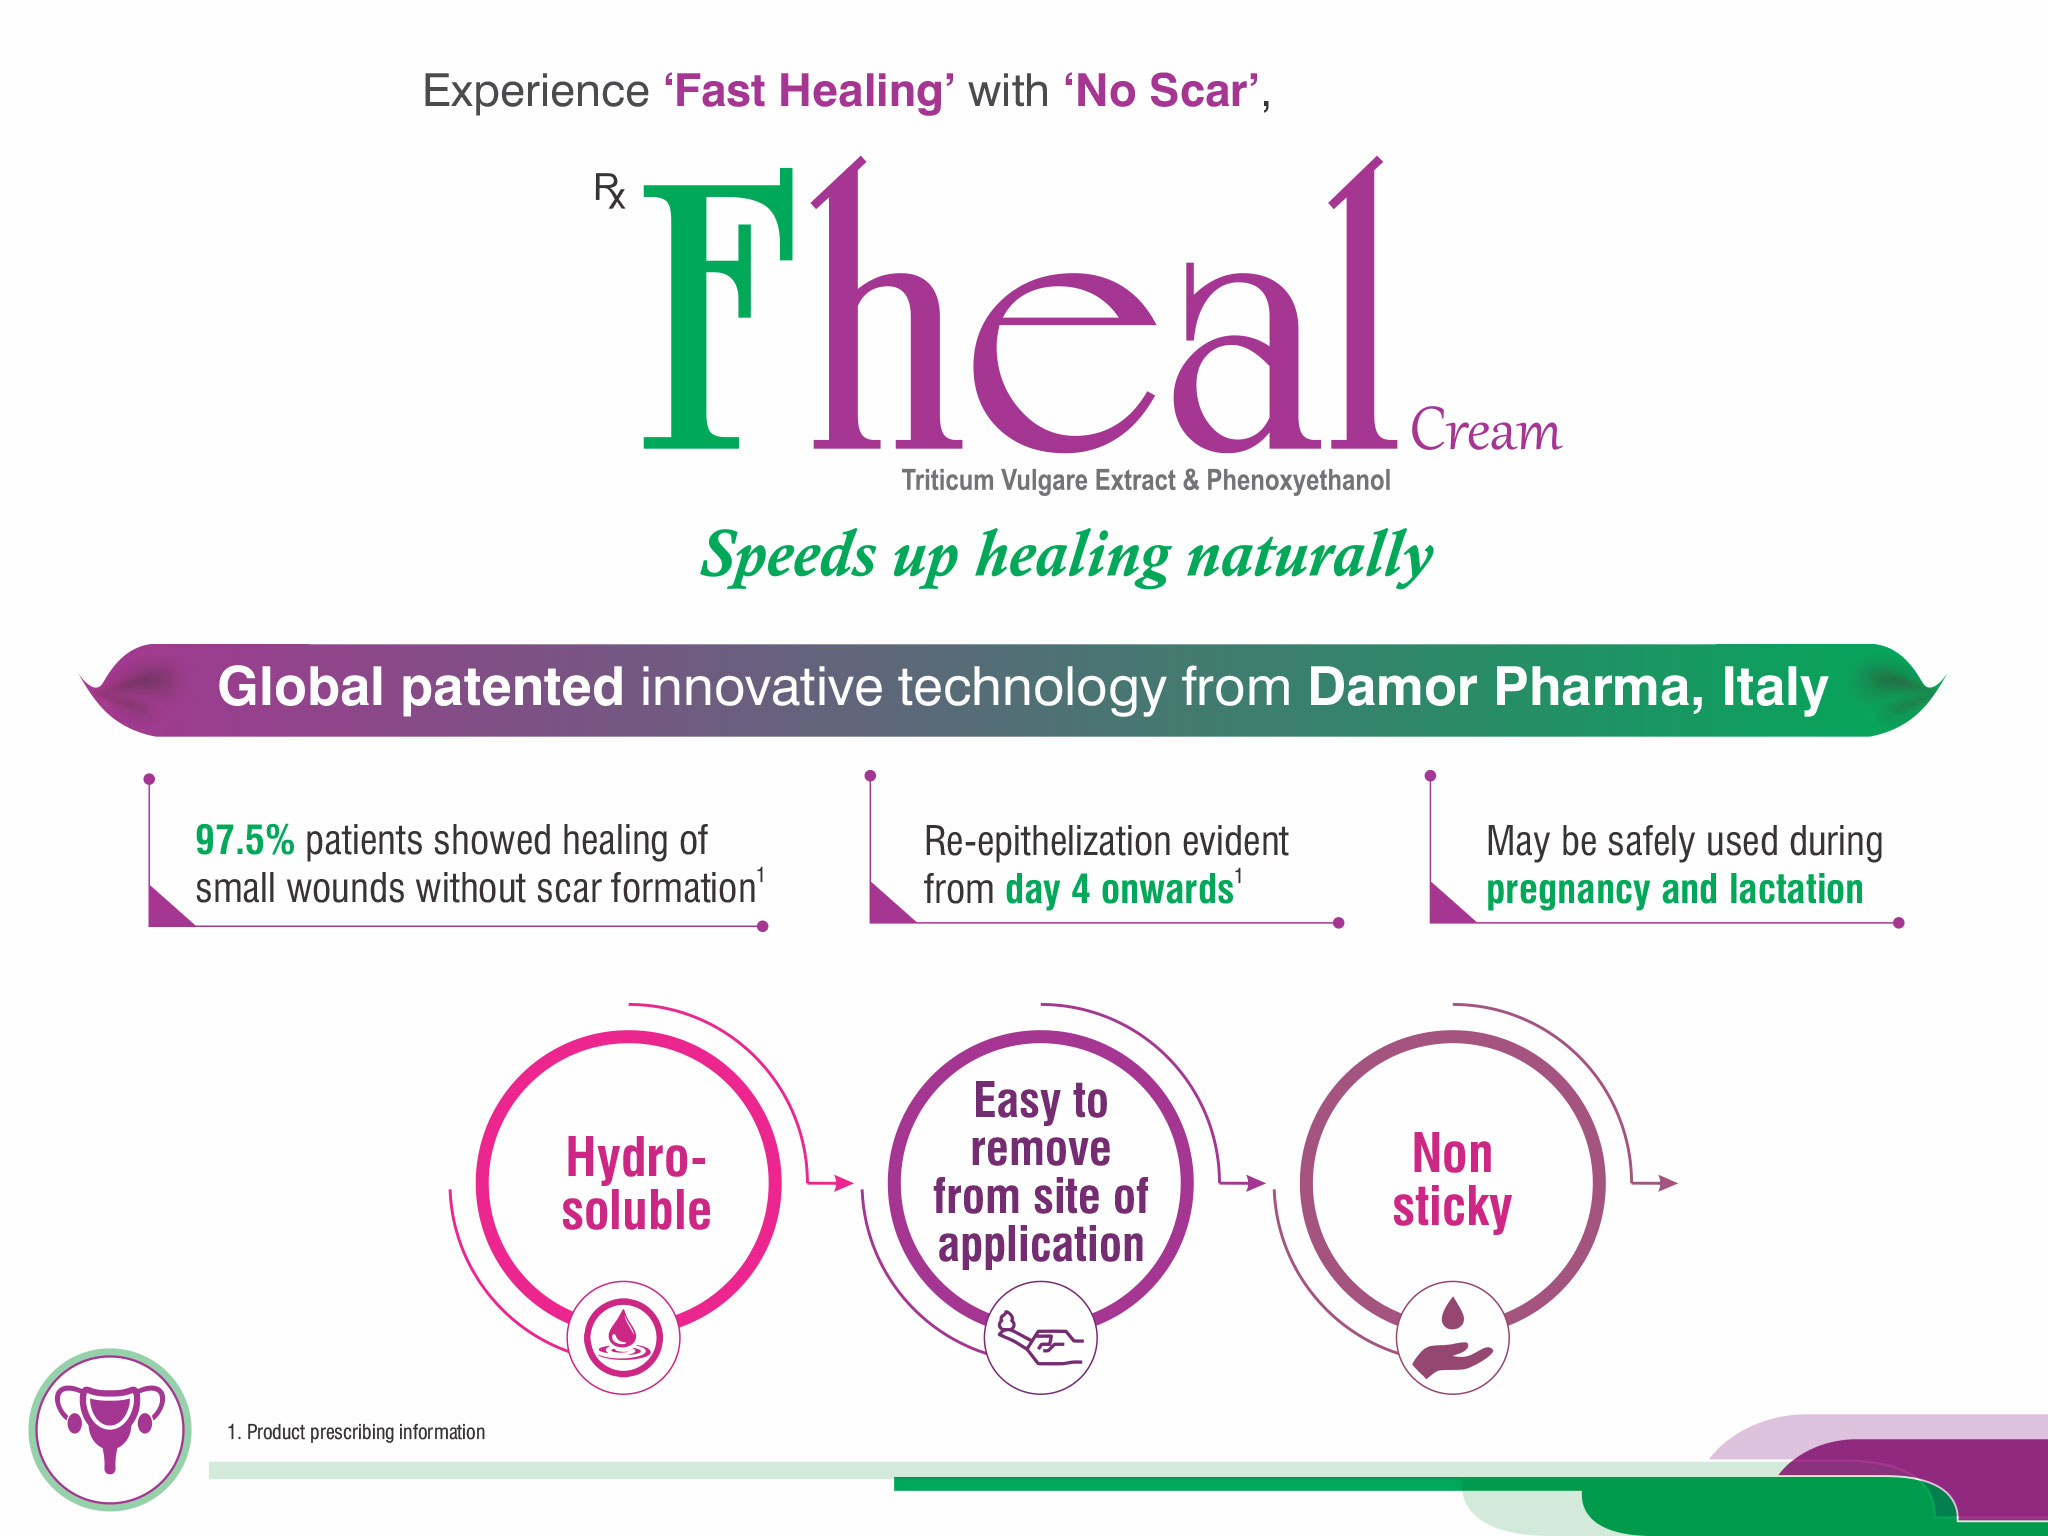 Experience ‘Fast Healing’ with ‘No Scar’,
Rx Fheal Cream
Triticum Vulgare Extract & Phenoxyethanol
Speeds up healing naturally
Global patented innovative technology from Damor Pharma, Italy
97.5% patients showed healing of
small wounds without scar formation1
Re-epithelization evident
from day 4 onwards1
May be safely used during
pregnancy and lactation
Hydro-
soluble
Easy to
remove
from site of
application
Non
sticky
1. Product prescribing information